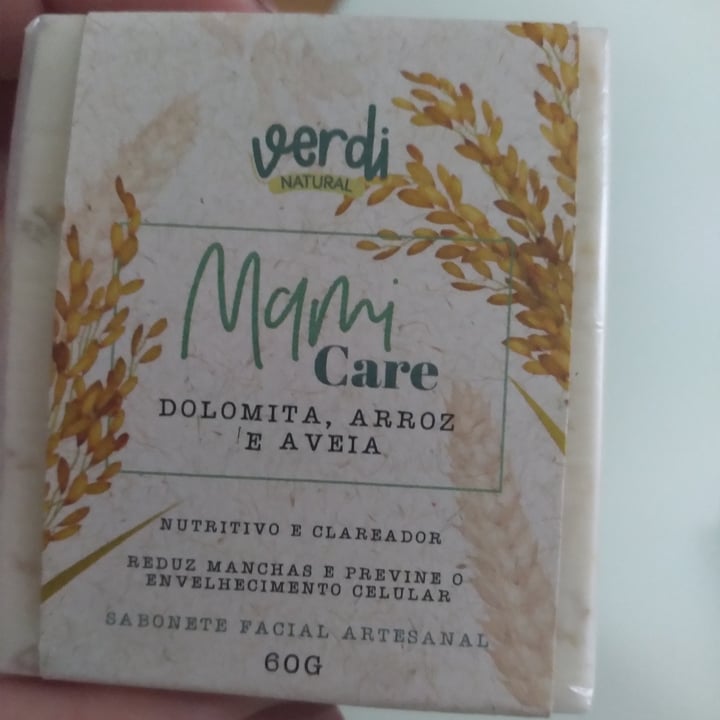 verdi
NATURAL
Mami
Care
DOLOMITA, ARROZ
E AVEIA
NUTRITIVO E CLAREADOR
REDUZ MANCHAS E PREVINE O
ENVELHECIMENTO CELULAR
SABONETE FACIAL ARTESANAL
60G